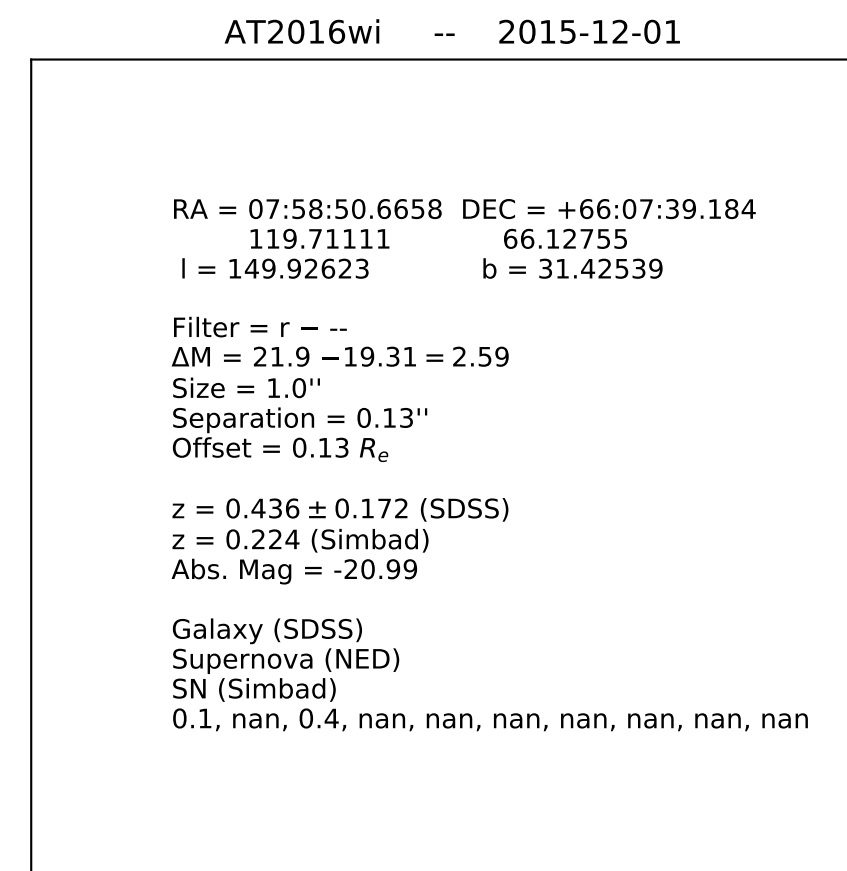 AT2016wi -- 2015-12-01
RA = 07:58:50.6658 DEC = +66:07:39.184
119.71111 66.12755
l = 149.92623 b = 31.42539
Filter = r − --
ΔM = 21.9 −19.31 = 2.59
Size = 1.0''
Separation = 0.13''
Offset = 0.13 Rₑ
z = 0.436 ± 0.172 (SDSS)
z = 0.224 (Simbad)
Abs. Mag = -20.99
Galaxy (SDSS)
Supernova (NED)
SN (Simbad)
0.1, nan, 0.4, nan, nan, nan, nan, nan, nan, nan